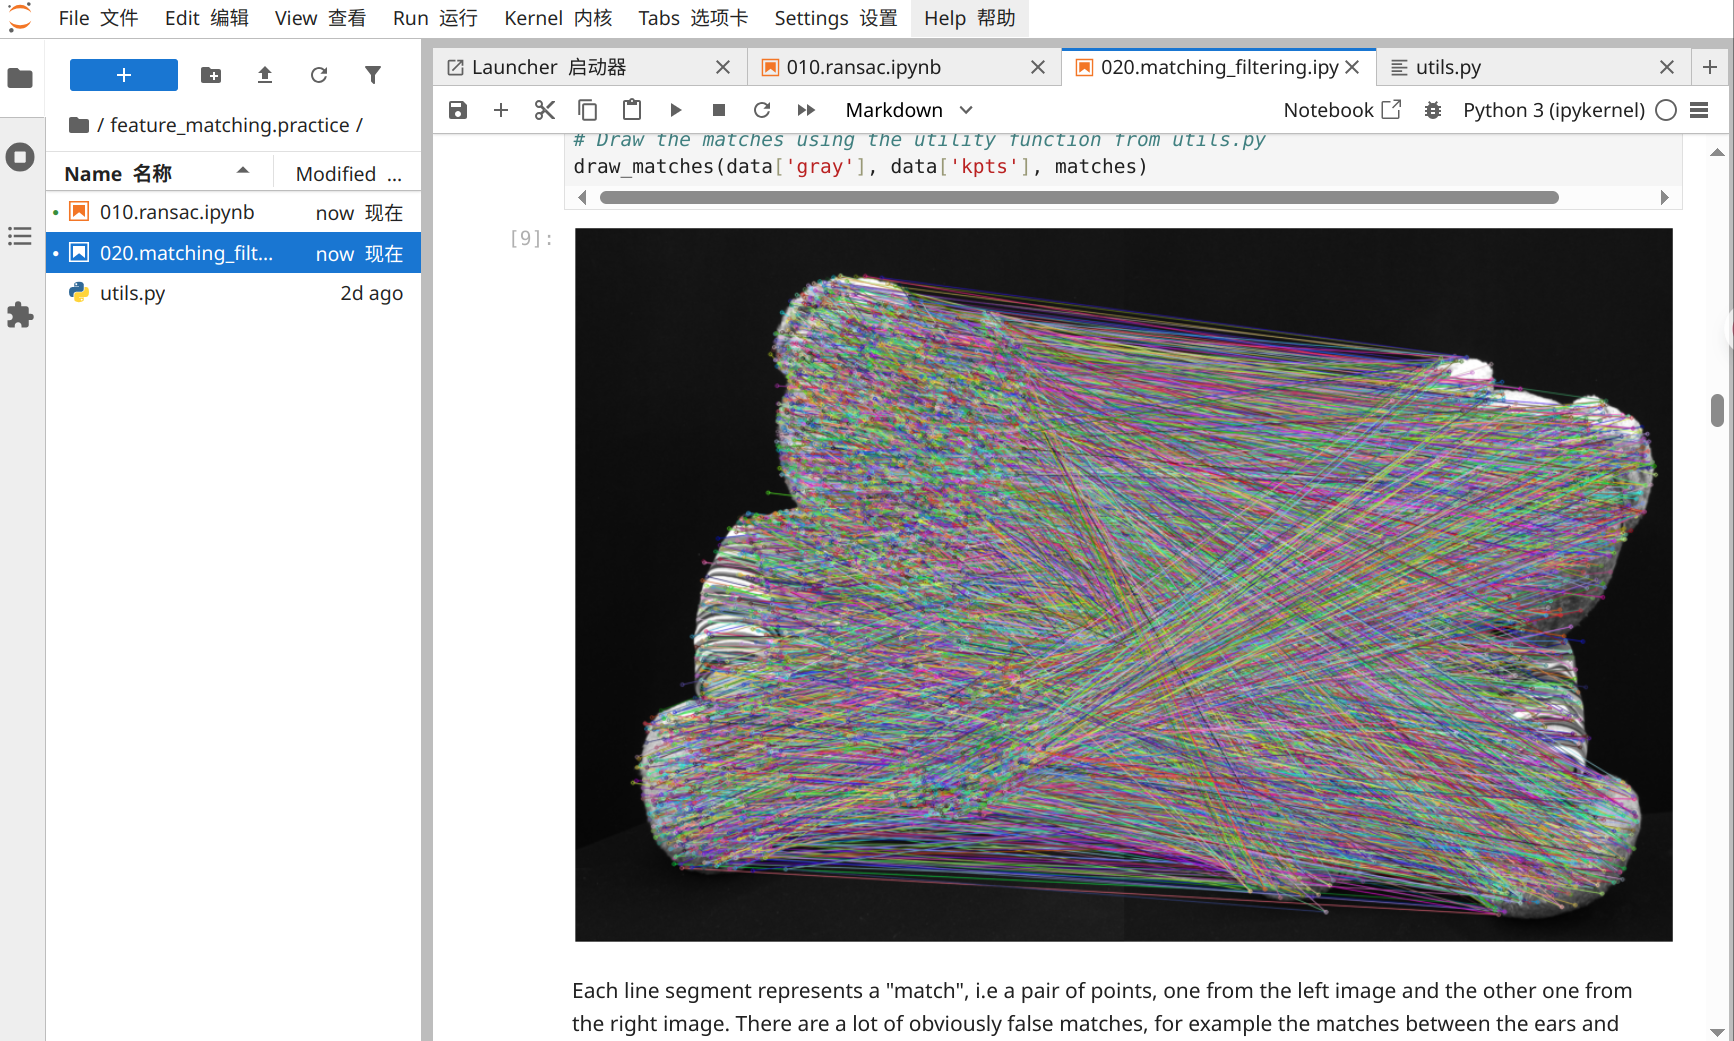 File 文件 Edit 编辑 View 查看 Run 运行 Kernel 内核 Tabs 选项卡 Settings 设置 Help 帮助
Launcher 启动器
010.ransac.ipynb
020.matching_filtering.ipy
utils.py
Markdown
Notebook
Python 3 (ipykernel)
/ feature_matching.practice /
Name 名称 Modified ...
010.ransac.ipynb now 现在
020.matching_filt... now 现在
utils.py 2d ago
# Draw the matches using the utility function from utils.py
draw_matches(data['gray'], data['kpts'], matches)
[9]:
Each line segment represents a "match", i.e a pair of points, one from the left image and the other one from
the right image. There are a lot of obviously false matches, for example the matches between the ears and